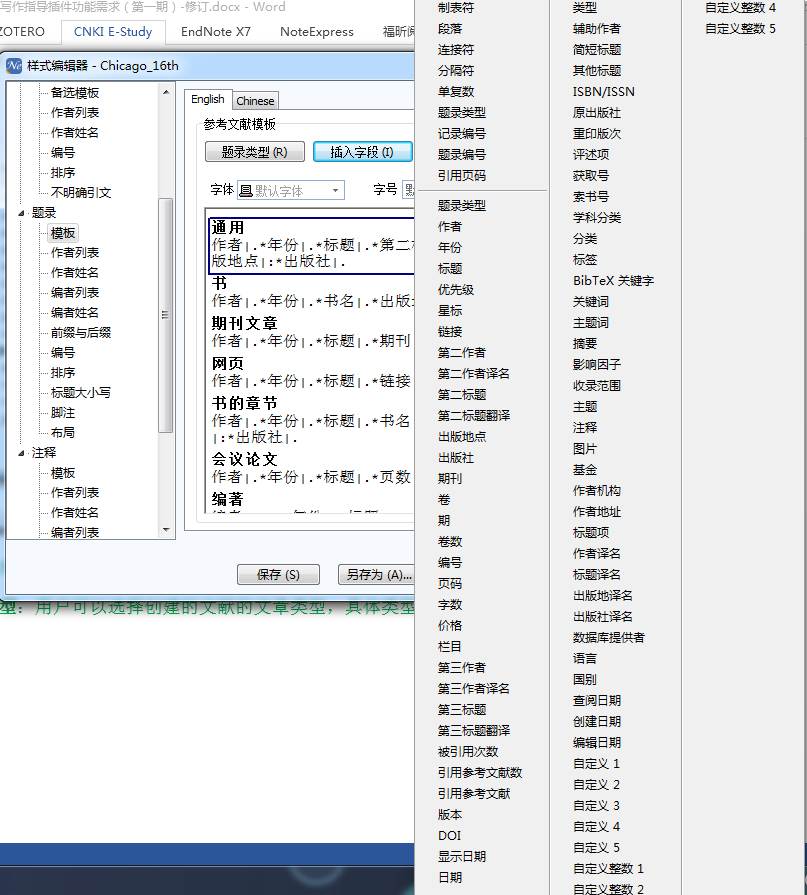 写作指导插件功能需求（第一期）-修订.docx - Word
ZOTERO
CNKI E-Study
EndNote X7
NoteExpress
福昕阅
样式编辑器 - Chicago_16th
备选模板
作者列表
作者姓名
编号
排序
不明确引文
题录
模板
作者列表
作者姓名
编者列表
编者姓名
前缀与后缀
编号
排序
标题大小写
脚注
布局
注释
模板
作者列表
作者姓名
编者列表
English
Chinese
参考文献模板
题录类型 (R)
插入字段 (I)
字体
默认字体
字号
默
通用
作者|.*年份|.*标题|.*第二标
版地点|:*出版社|.
书
作者|.*年份|.*书名|.*出版
期刊文章
作者|.*年份|.*标题|.*期刊
网页
作者|.*年份|.*标题|.*链接
书的章节
作者|.*年份|.*标题|.*书名
|:*出版社|.
会议论文
作者|.*年份|.*标题|.*页数
编著
保存 (S)
另存为 (A)...
型：用户可以选择创建的文献的文章类型，具体类型
制表符
段落
连接符
分隔符
单复数
题录类型
记录编号
题录编号
引用页码
题录类型
作者
年份
标题
优先级
星标
链接
第二作者
第二作者译名
第二标题
第二标题翻译
出版地点
出版社
期刊
卷
期
卷数
编号
页码
字数
价格
栏目
第三作者
第三作者译名
第三标题
第三标题翻译
被引用次数
引用参考文献数
引用参考文献
版本
DOI
显示日期
日期
类型
辅助作者
简短标题
其他标题
ISBN/ISSN
原出版社
重印版次
评述项
获取号
索书号
学科分类
分类
标签
BibTeX 关键字
关键词
主题词
摘要
影响因子
收录范围
主题
注释
图片
基金
作者机构
作者地址
标题项
作者译名
标题译名
出版地译名
出版社译名
数据库提供者
语言
国别
查阅日期
创建日期
编辑日期
自定义 1
自定义 2
自定义 3
自定义 4
自定义 5
自定义整数 1
自定义整数 2
自定义整数 4
自定义整数 5